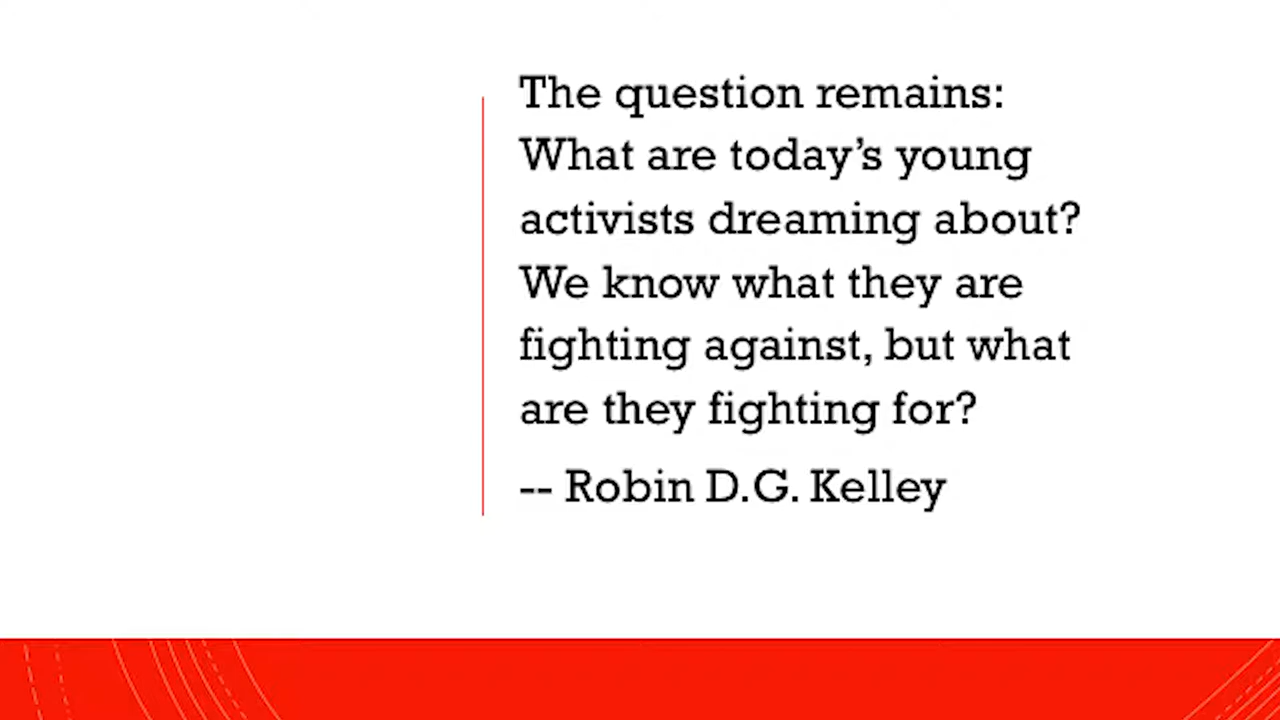 The question remains:
What are today’s young
activists dreaming about?
We know what they are
fighting against, but what
are they fighting for?
-- Robin D.G. Kelley